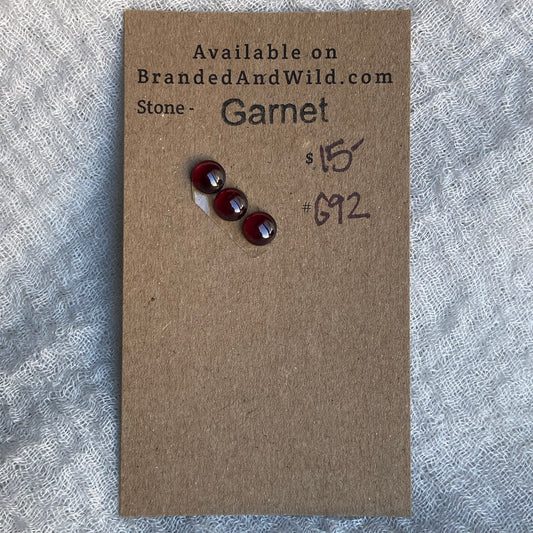 Available on
BrandedAndWild.com
Stone - Garnet
$ 15-
# G92